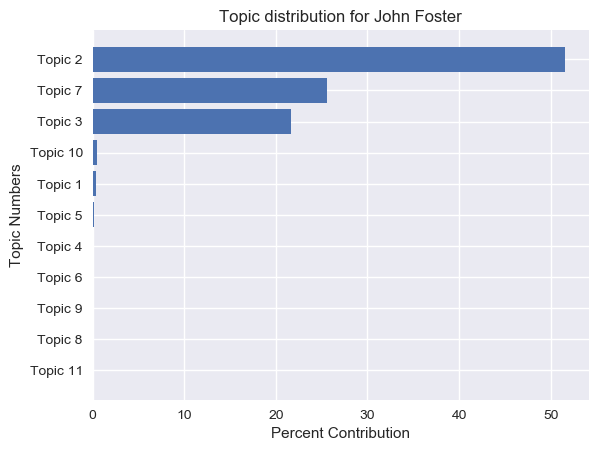 Topic distribution for John Foster
Topic Numbers
Topic 2
Topic 7
Topic 3
Topic 10
Topic 1
Topic 5
Topic 4
Topic 6
Topic 9
Topic 8
Topic 11
0 10 20 30 40 50
Percent Contribution